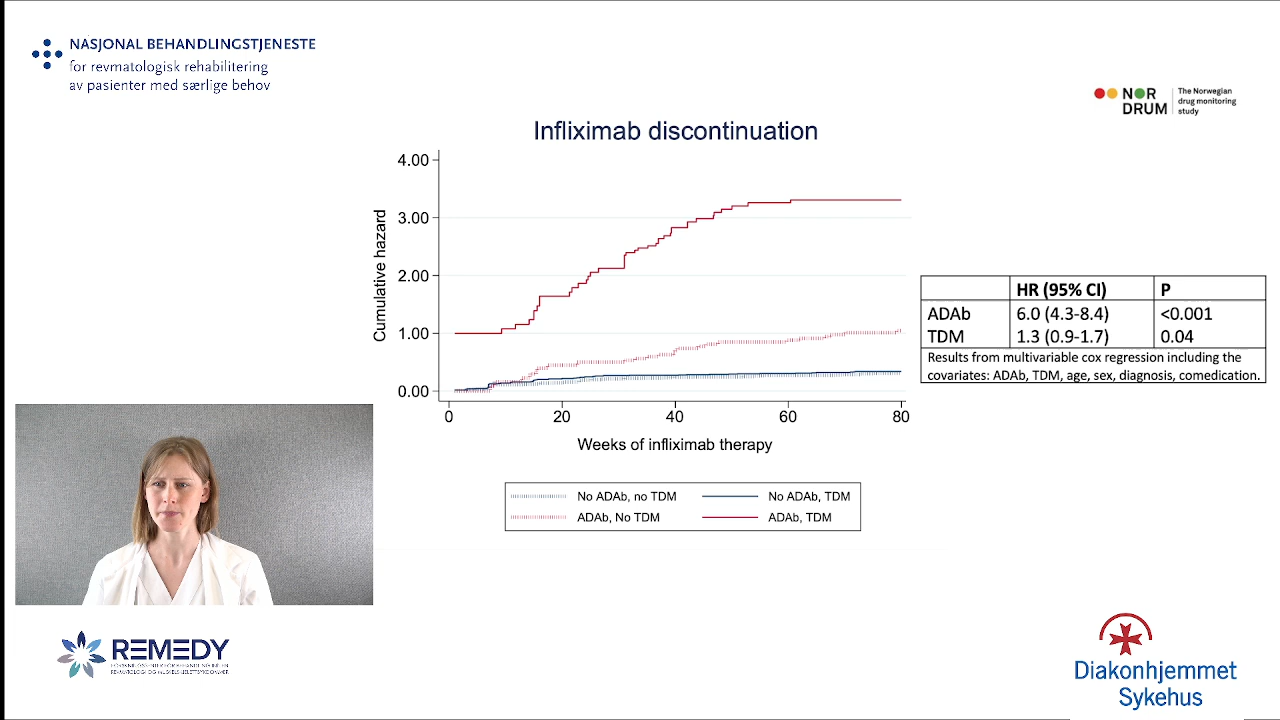 NASJONAL BEHANDLINGSTJENESTE
for revmatologisk rehabilitering
av pasienter med særlige behov
NOR
DRUM
The Norwegian
drug monitoring
study
Infliximab discontinuation
Cumulative hazard
4.00
3.00
2.00
1.00
0.00
0 20 40 60 80
Weeks of infliximab therapy
No ADAb, no TDM No ADAb, TDM
ADAb, No TDM ADAb, TDM
HR (95% CI) P
ADAb 6.0 (4.3-8.4) <0.001
TDM 1.3 (0.9-1.7) 0.04
Results from multivariable cox regression including the
covariates: ADAb, TDM, age, sex, diagnosis, comedication.
REMEDY
Diakonhjemmet
Sykehus